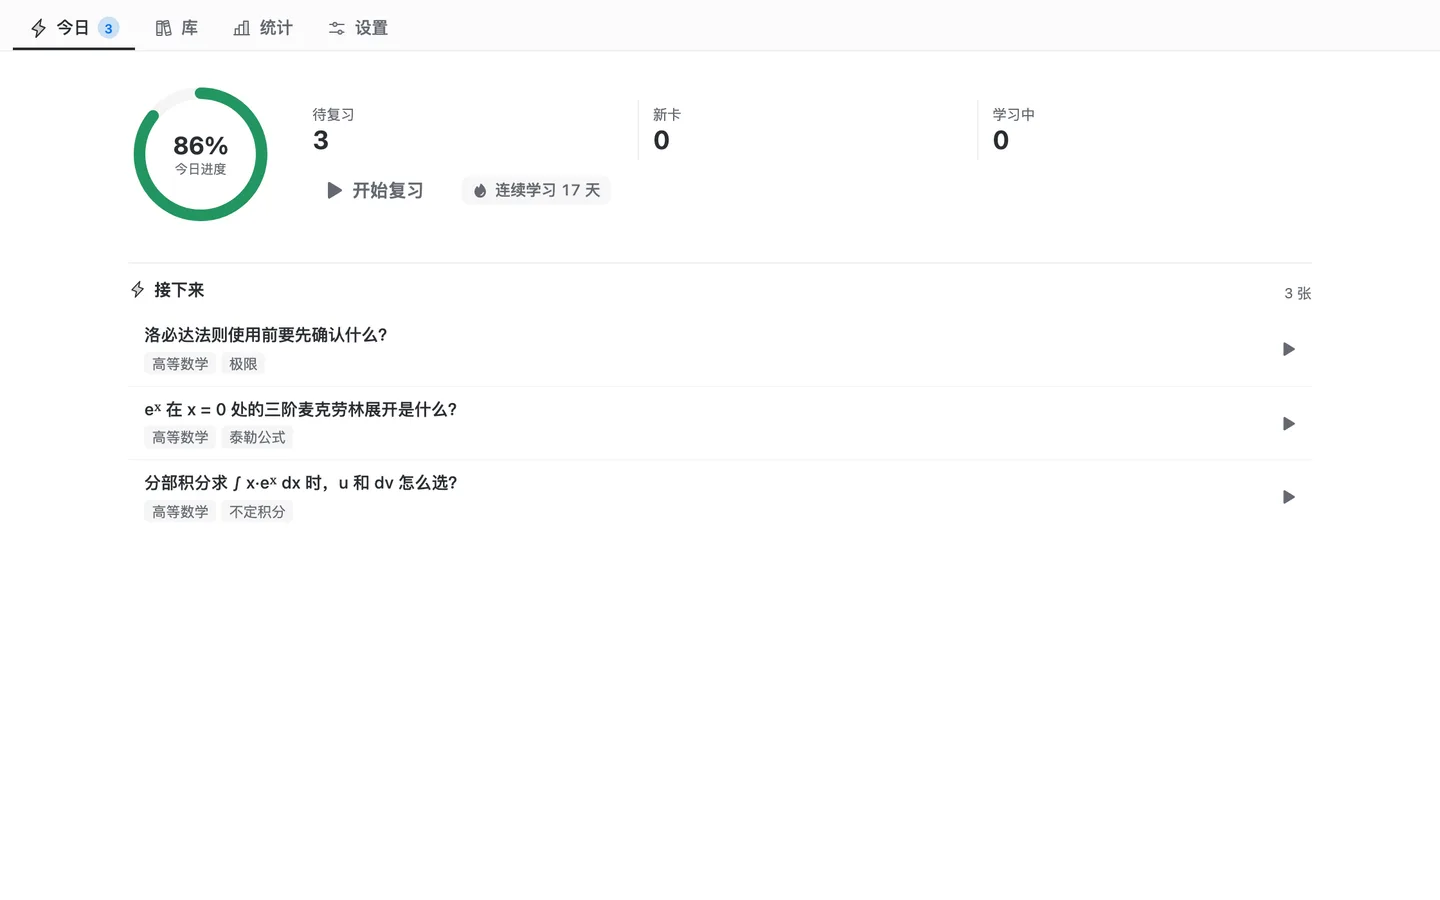 今日 3 库 统计 设置
86%
今日进度
待复习
3
新卡
0
学习中
0
开始复习
连续学习 17 天
接下来
3 张
洛必达法则使用前要先确认什么?
高等数学 极限
eˣ 在 x = 0 处的三阶麦克劳林展开是什么?
高等数学 泰勒公式
分部积分求 ∫ x·eˣ dx 时，u 和 dv 怎么选?
高等数学 不定积分